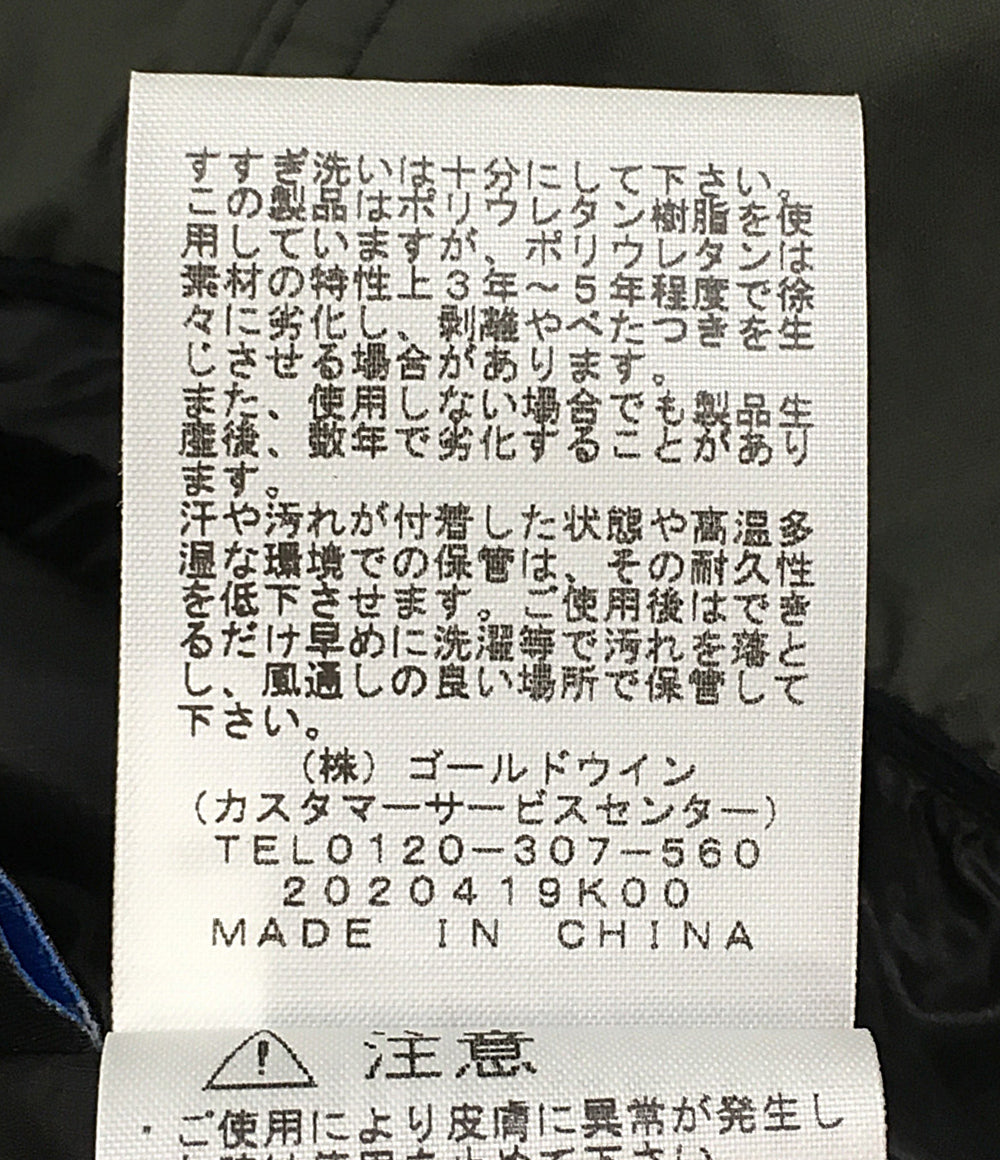 すすぎ洗いは十分にして下さい。
この製品はポリウレタン樹脂を使
用していますが、ポリウレタンは
素材の特性上3年~5年程度で徐
々に劣化し、剥離やべたつきを生
じさせる場合があります。
また、使用しない場合でも製品生
産後、数年で劣化することがあり
ます。
汗や汚れが付着した状態や高温多
湿な環境での保管は、その耐久性
を低下させます。ご使用後はでき
るだけ早めに洗濯等で汚れを落と
し、風通しの良い場所で保管して
下さい。
(株)ゴールドウイン
(カスタマーサービスセンター)
TEL0120-307-560
2020419K00
MADE IN CHINA
注意
・ご使用により皮膚に異常が発生し